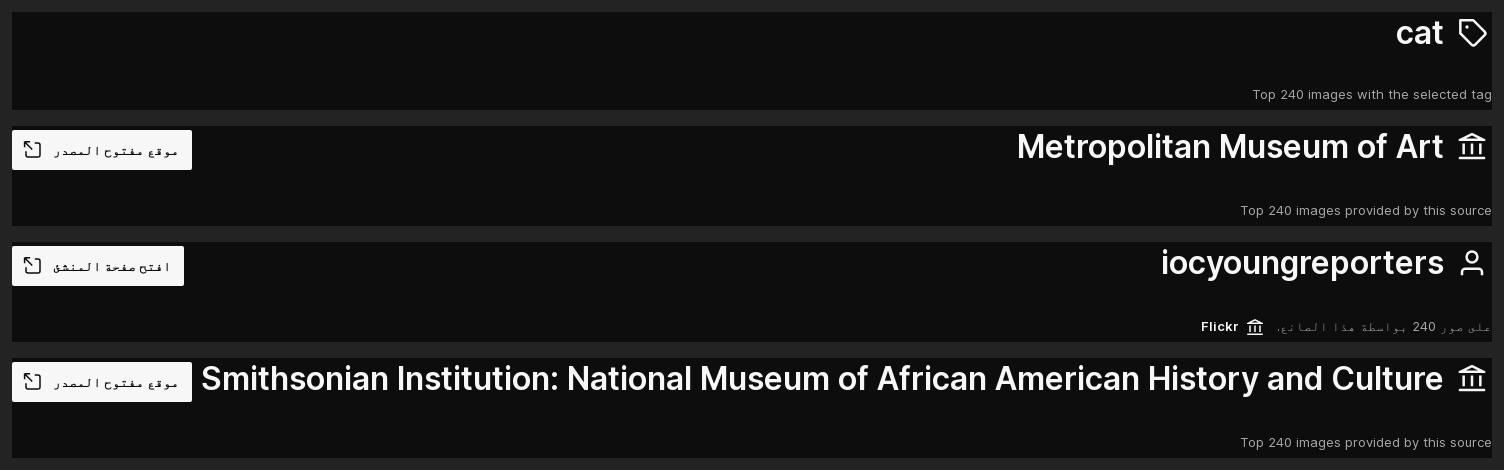 cat
Top 240 images with the selected tag
Metropolitan Museum of Art
موقع مفتوح المصدر
Top 240 images provided by this source
iocyoungreporters
افتح صفحة المنشئ
على صور 240 بواسطة هذا الصانع.
Flickr
Smithsonian Institution: National Museum of African American History and Culture
موقع مفتوح المصدر
Top 240 images provided by this source